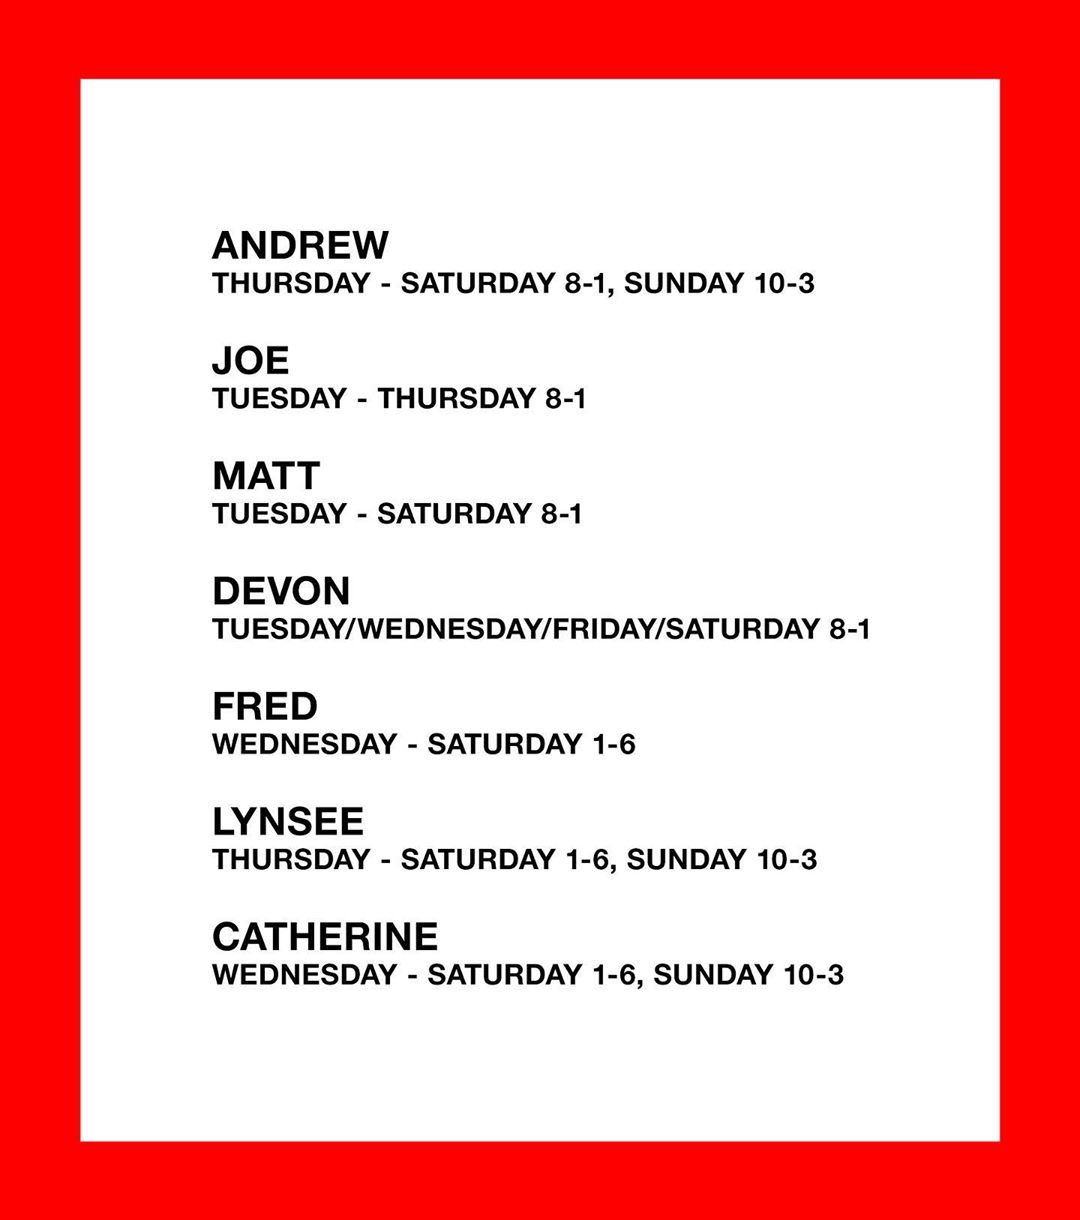 ANDREW
THURSDAY - SATURDAY 8-1, SUNDAY 10-3
JOE
TUESDAY - THURSDAY 8-1
MATT
TUESDAY - SATURDAY 8-1
DEVON
TUESDAY/WEDNESDAY/FRIDAY/SATURDAY 8-1
FRED
WEDNESDAY - SATURDAY 1-6
LYNSEE
THURSDAY - SATURDAY 1-6, SUNDAY 10-3
CATHERINE
WEDNESDAY - SATURDAY 1-6, SUNDAY 10-3